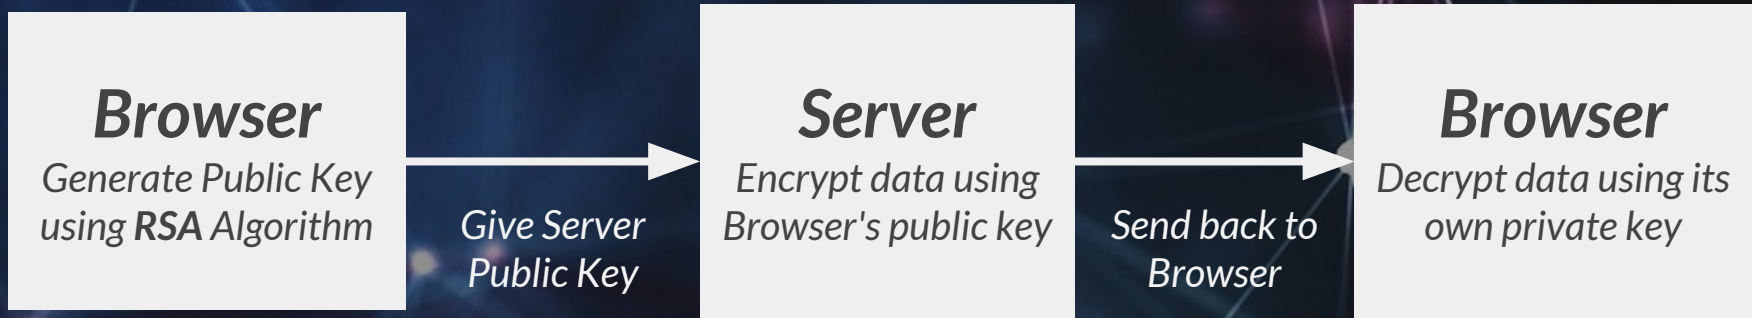 Browser
Generate Public Key
using RSA Algorithm
Give Server
Public Key
Server
Encrypt data using
Browser's public key
Send back to
Browser
Browser
Decrypt data using its
own private key